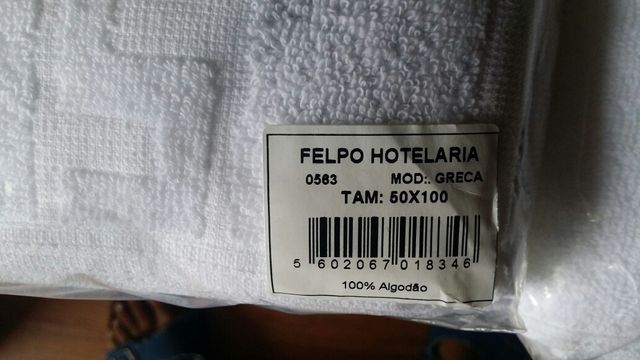 FELPO HOTELARIA
0563 MOD:. GRECA
TAM: 50X100
5 602067 018346
100% Algodão